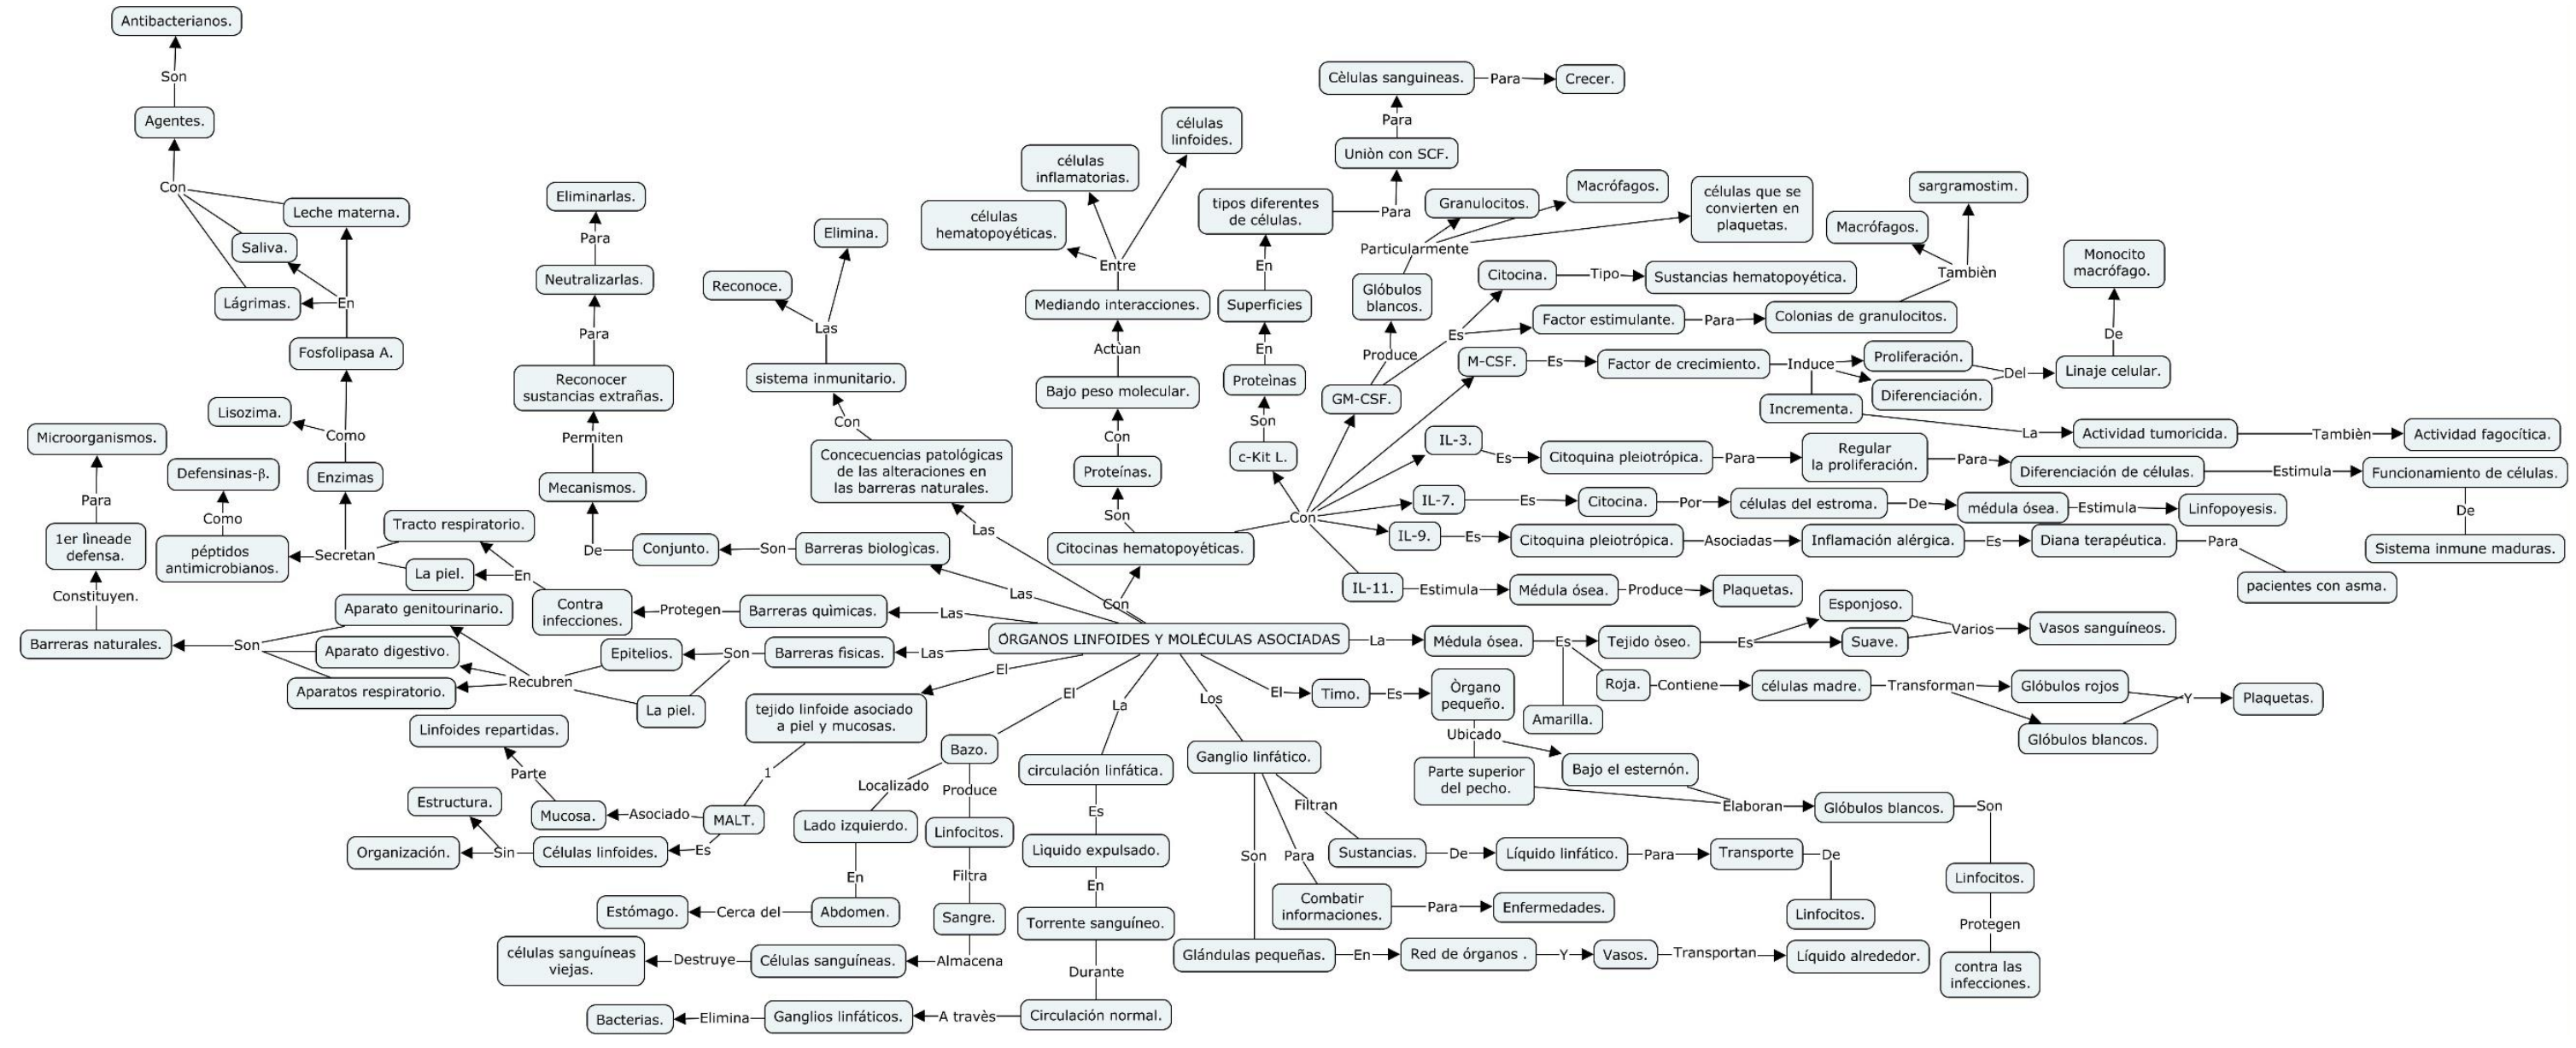 Antibacterianos.
Son
Agentes.
Con
Leche materna.
Saliva.
Lágrimas.
En
Fosfolipasa A.
Lisozima.
Como
Enzimas
Microorganismos.
Para
1er lìneade
defensa.
Constituyen.
Barreras naturales.
Defensinas-β.
Como
péptidos
antimicrobianos.
Secretan
Tracto respiratorio.
La piel.
En
Contra
infecciones.
Protegen
Barreras quìmicas.
Las
Aparato genitourinario.
Son
Aparato digestivo.
Aparatos respiratorio.
Recubren
Epitelios.
Son
Barreras fìsicas.
Las
La piel.
Eliminarlas.
Para
Neutralizarlas.
Para
Reconocer
sustancias extrañas.
Permiten
Mecanismos.
De
Conjunto.
Son
Barreras biologìcas.
Las
Elimina.
Reconoce.
Las
sistema inmunitario.
Con
Concecuencias patológicas
de las alteraciones en
las barreras naturales.
Las
células
linfoides.
células
inflamatorias.
células
hematopoyéticas.
Entre
Mediando interacciones.
Actùan
Bajo peso molecular.
Con
Proteínas.
Son
Citocinas hematopoyéticas.
Con
ÓRGANOS LINFOIDES Y MOLÉCULAS ASOCIADAS
Con
Cèlulas sanguineas.
Para
Crecer.
Para
Uniòn con SCF.
Para
tipos diferentes
de células.
En
Superficies
En
Proteìnas
Son
c-Kit L.
Granulocitos.
Macrófagos.
células que se
convierten en
plaquetas.
Particularmente
Glóbulos
blancos.
Produce
GM-CSF.
Es
Citocina.
Tipo
Sustancias hematopoyética.
Factor estimulante.
Para
Colonias de granulocitos.
Tambièn
Macrófagos.
sargramostim.
M-CSF.
Es
Factor de crecimiento.
Induce
Proliferación.
Diferenciación.
Del
Linaje celular.
De
Monocito
macrófago.
Incrementa.
La
Actividad tumoricida.
Tambièn
Actividad fagocítica.
IL-3.
Es
Citoquina pleiotrópica.
Para
Regular
la proliferación.
Para
Diferenciación de células.
Estimula
Funcionamiento de células.
De
Sistema inmune maduras.
IL-7.
Es
Citocina.
Por
células del estroma.
De
médula ósea.
Estimula
Linfopoyesis.
IL-9.
Es
Citoquina pleiotrópica.
Asociadas
Inflamación alérgica.
Es
Diana terapéutica.
Para
pacientes con asma.
IL-11.
Estimula
Médula ósea.
Produce
Plaquetas.
La
Médula ósea.
Es
Tejido òseo.
Es
Esponjoso.
Suave.
Varios
Vasos sanguíneos.
Amarilla.
Roja.
Contiene
células madre.
Transforman
Glóbulos rojos
Glóbulos blancos.
Y
Plaquetas.
El
Timo.
Es
Òrgano
pequeño.
Ubicado
Parte superior
del pecho.
Bajo el esternón.
Elaboran
Glóbulos blancos.
Son
Linfocitos.
Protegen
contra las
infecciones.
Los
Ganglio linfático.
Filtran
Sustancias.
De
Líquido linfático.
Para
Transporte
De
Linfocitos.
Para
Combatir
informaciones.
Para
Enfermedades.
Son
Glándulas pequeñas.
En
Red de órganos .
Y
Vasos.
Transportan
Líquido alrededor.
La
circulación linfática.
Es
Lìquido expulsado.
En
Torrente sanguíneo.
Durante
Circulación normal.
A travès
Ganglios linfáticos.
Elimina
Bacterias.
El
Bazo.
Localizado
Lado izquierdo.
En
Abdomen.
Cerca del
Estómago.
Produce
Linfocitos.
Filtra
Sangre.
Almacena
Células sanguíneas.
Destruye
células sanguíneas
viejas.
El
tejido linfoide asociado
a piel y mucosas.
1
MALT.
Asociado
Mucosa.
Parte
Linfoides repartidas.
Es
Células linfoides.
Sin
Estructura.
Organización.